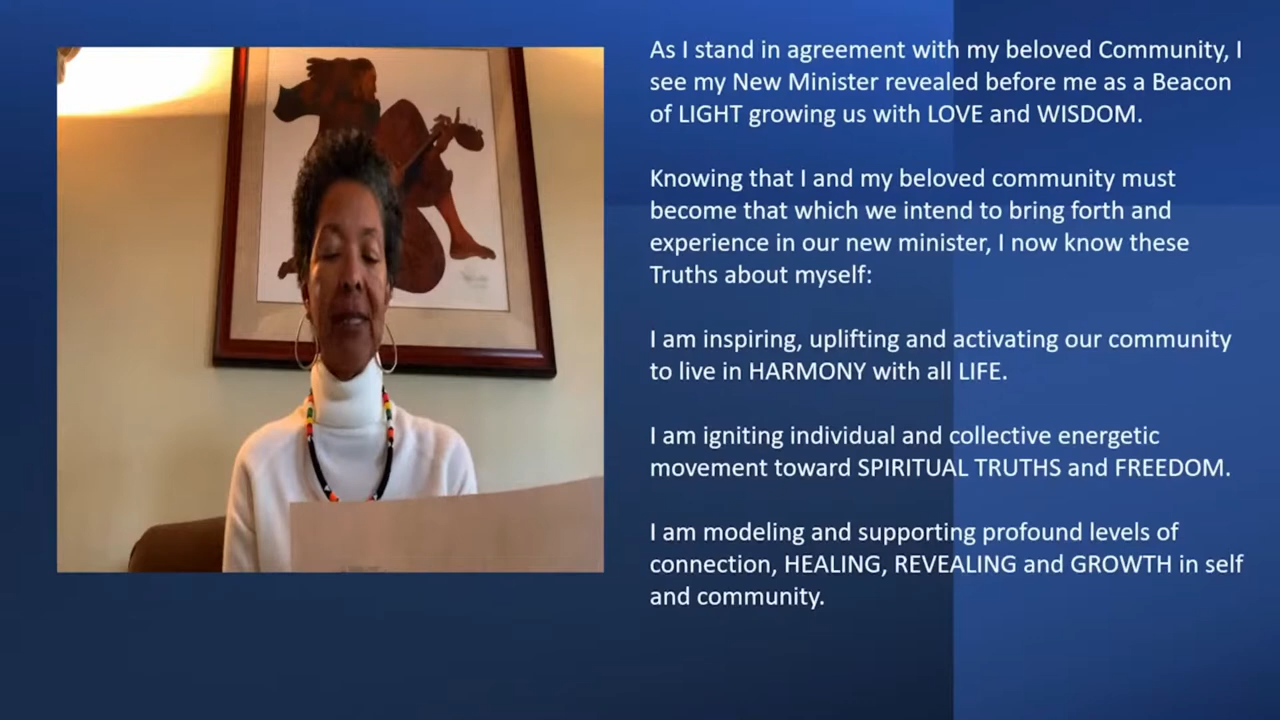 As I stand in agreement with my beloved Community, I
see my New Minister revealed before me as a Beacon
of LIGHT growing us with LOVE and WISDOM.
Knowing that I and my beloved community must
become that which we intend to bring forth and
experience in our new minister, I now know these
Truths about myself:
I am inspiring, uplifting and activating our community
to live in HARMONY with all LIFE.
I am igniting individual and collective energetic
movement toward SPIRITUAL TRUTHS and FREEDOM.
I am modeling and supporting profound levels of
connection, HEALING, REVEALING and GROWTH in self
and community.